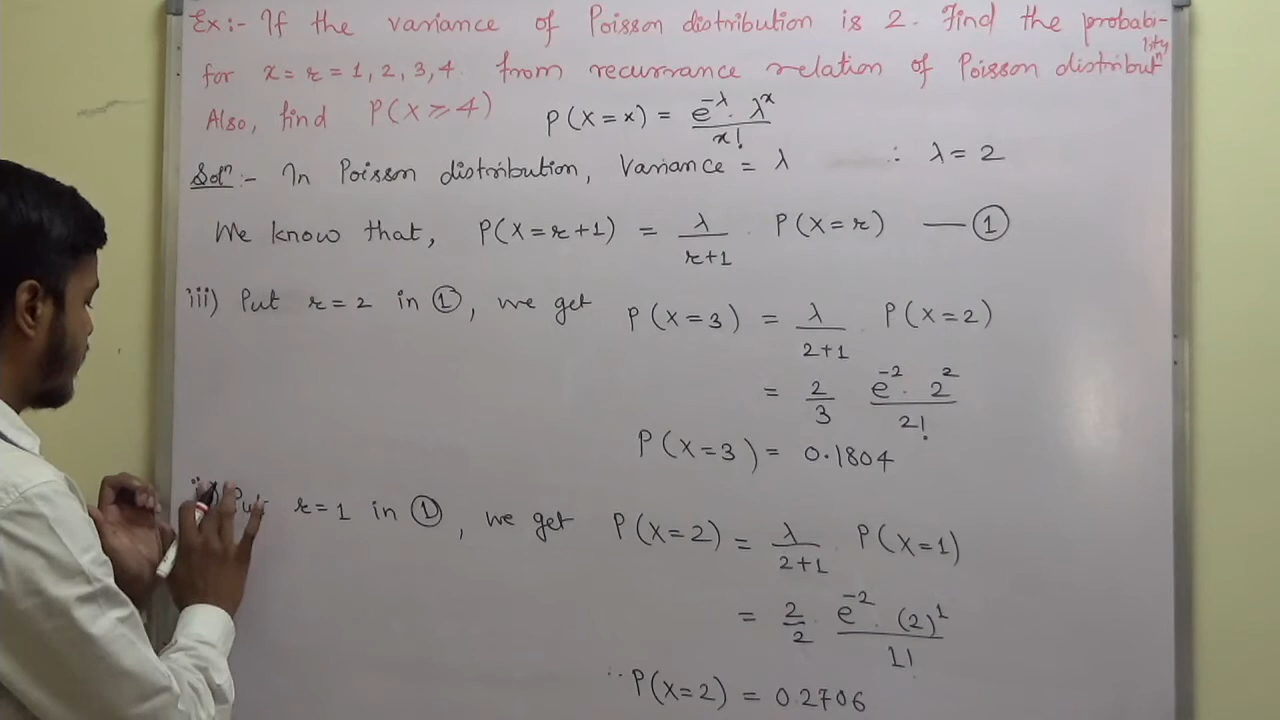 Ex:- If the variance of Poisson distribution is 2. Find the probability
for x = r = 1, 2, 3, 4. from recurrance relation of Poisson distributⁿ
Also, find P(X ≥ 4)
P(X = x) = e^-λ . λ^x / x!
Solⁿ:- In Poisson distribution, Variance = λ ∴ λ = 2
We know that, P(X = r+1) = λ / r+1 . P(X = r) — ①
iii) Put r = 2 in ①, we get P(X = 3) = λ / 2+1 . P(X = 2)
= 2/3 e^-2 . 2^2 / 2!
P(X = 3) = 0.1804
Put r = 1 in ①, we get P(X = 2) = λ / 2+1 . P(X = 1)
= 2/2 . e^-2 . (2)^1 / 1!
∴ P(X = 2) = 0.2706